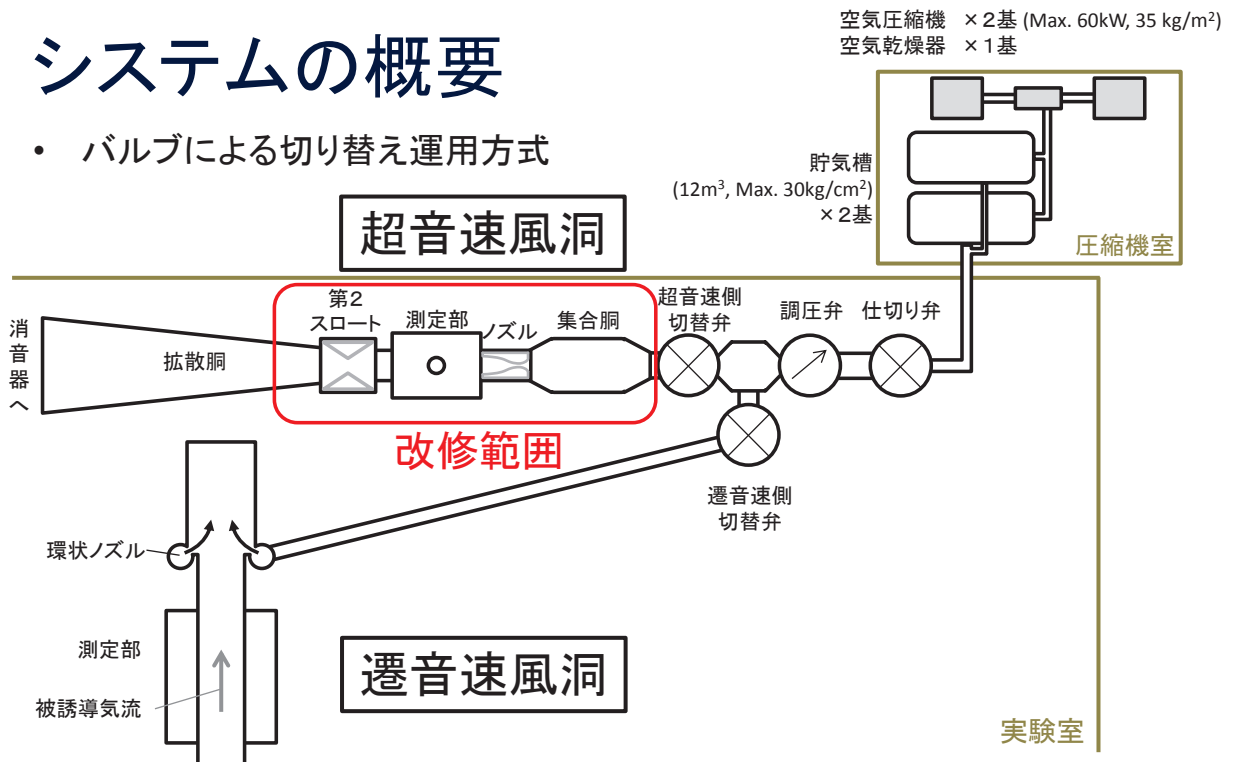 システムの概要
• バルブによる切り替え運用方式
空気圧縮機 ×2基 (Max. 60kW, 35 kg/m²)
空気乾燥器 ×1基
貯気槽
(12m³, Max. 30kg/cm²)
×2基
圧縮機室
超音速風洞
消
音
器
へ
拡散胴
第2
スロート
測定部
ノズル
集合胴
超音速側
切替弁
調圧弁
仕切り弁
改修範囲
遷音速側
切替弁
環状ノズル
測定部
被誘導気流
遷音速風洞
実験室